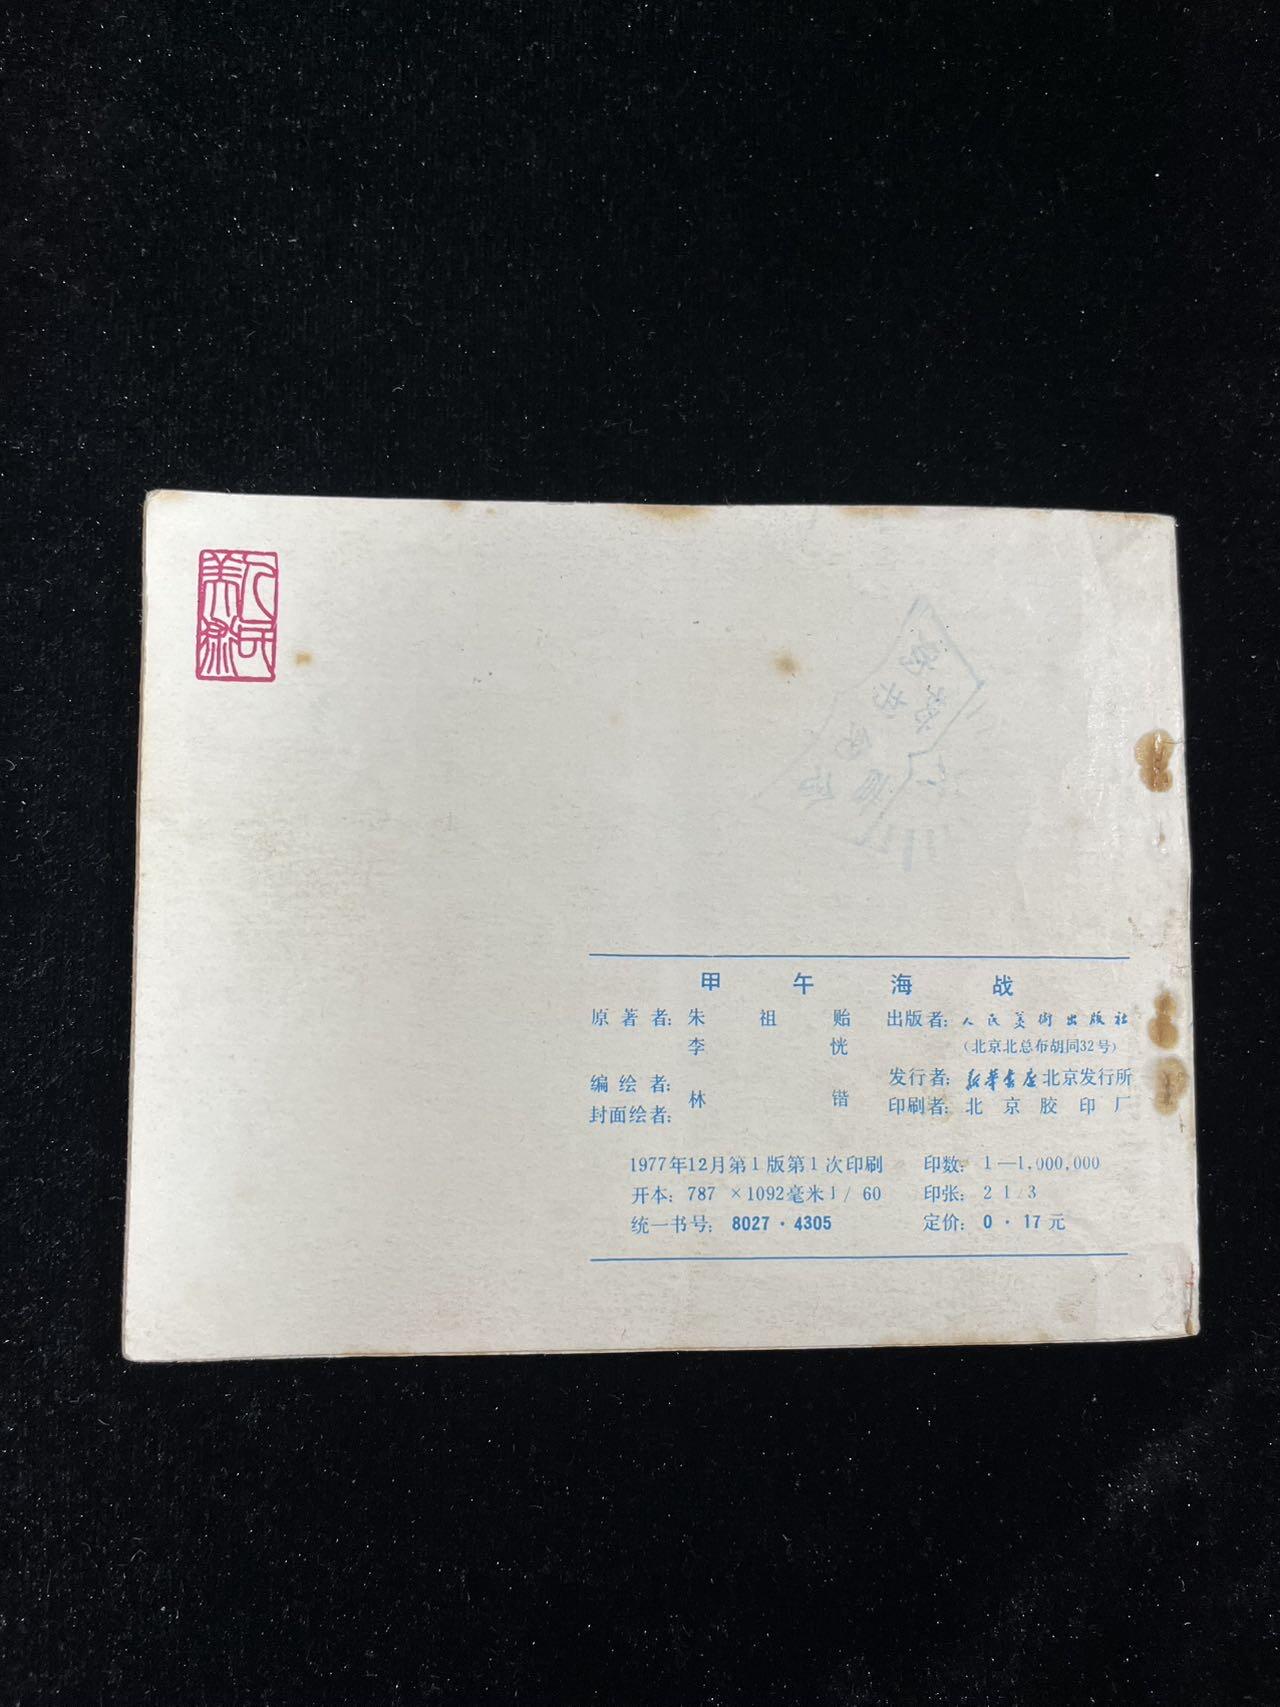 人民美術
甲午海战
原著者：朱祖贻
李恍
编绘者：
封面绘者：林锴
出版者：人民美術出版社
（北京北总布胡同32号）
发行者：新华書店北京发行所
印刷者：北京胶印厂
1977年12月第1版第1次印刷
印数：1—1,000,000
开本：787×1092毫米1/60
印张：2 1/3
统一书号：8027·4305
定价：0·17元